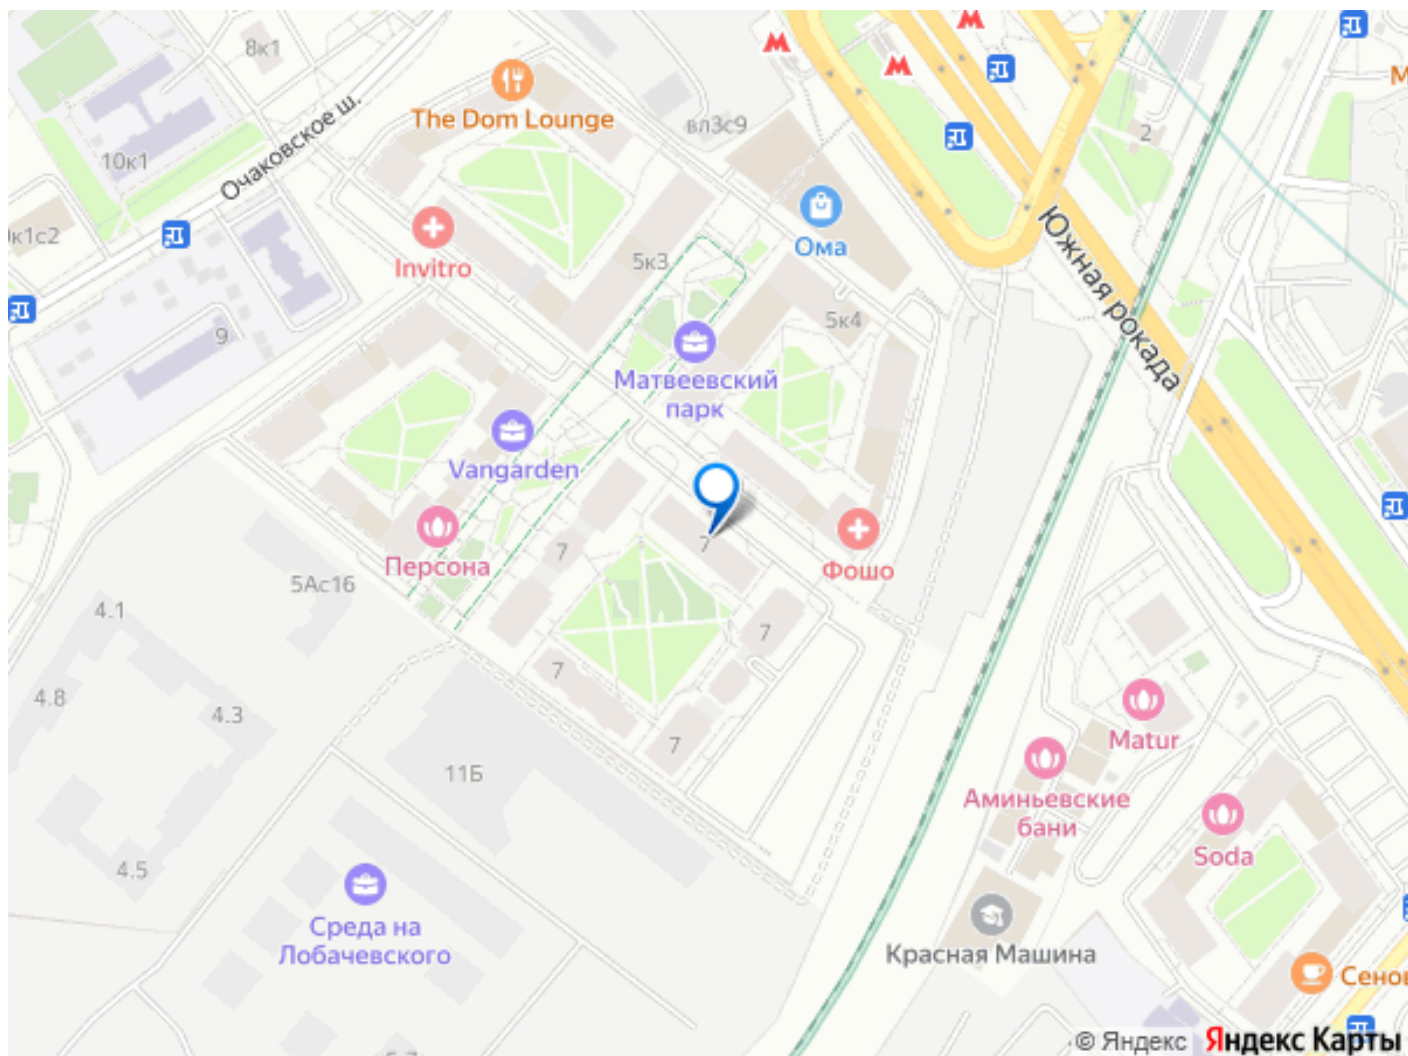 8к1
The Dom Lounge
вл3с9
2
10к1
Очаковское ш.
Ома
Южная рокада
Invitro
5к3
5к4
9
Матвеевский
парк
Vangarden
7
7
Персона
Фошо
5Ас16
4.1
7
7
4.8
4.3
7
11Б
Matur
Аминьевские
бани
Soda
4.5
Среда на
Лобачевского
Красная Машина
© Яндекс Яндекс Карты